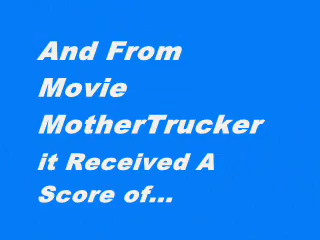 And From
Movie
MotherTrucker
it Received A
Score of...